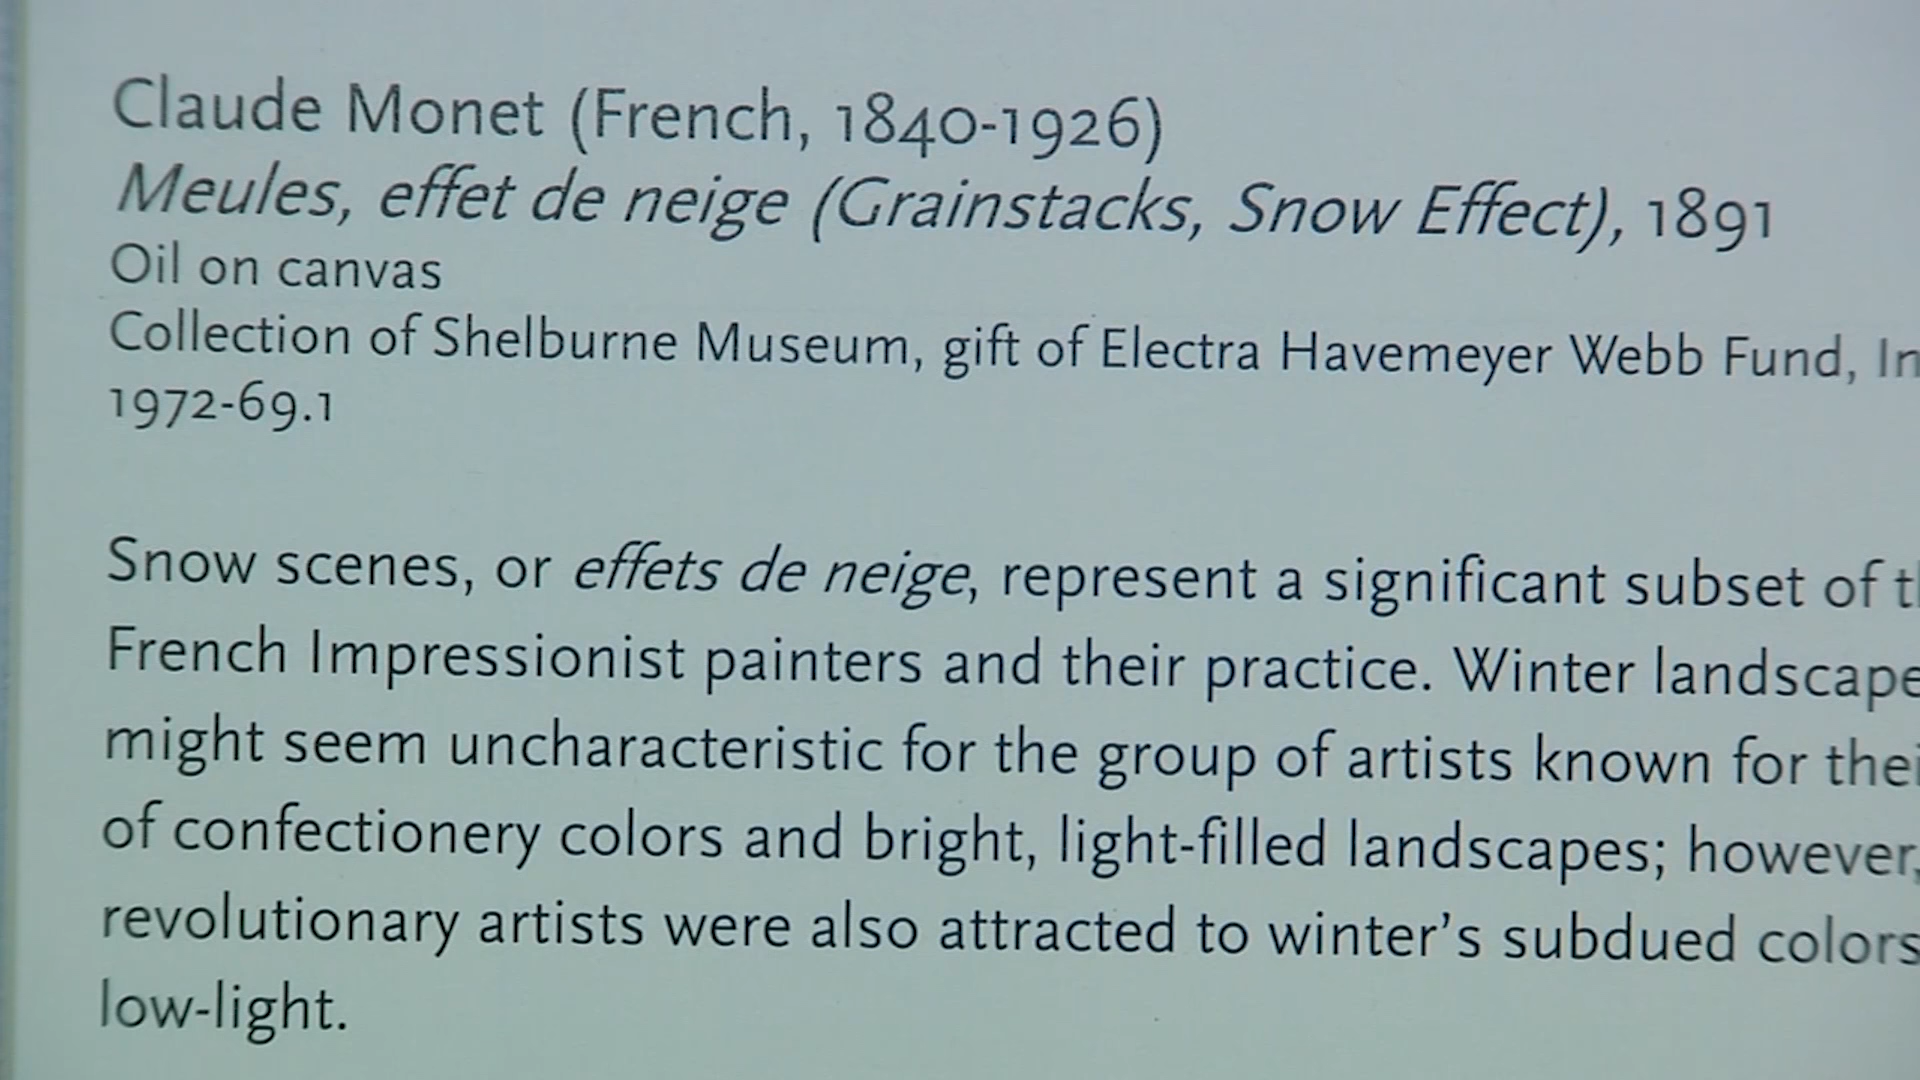 Claude Monet (French, 1840-1926)
Meules, effet de neige (Grainstacks, Snow Effect), 1891
Oil on canvas
Collection of Shelburne Museum, gift of Electra Havemeyer Webb Fund,
1972-69.1
Snow scenes, or effets de neige, represent a significant subset of
French Impressionist painters and their practice. Winter
might seem uncharacteristic for the group of artists known for
of confectionery colors and bright, light-filled landscapes; however,
revolutionary artists were also attracted to winter's subdued colors
low-light.